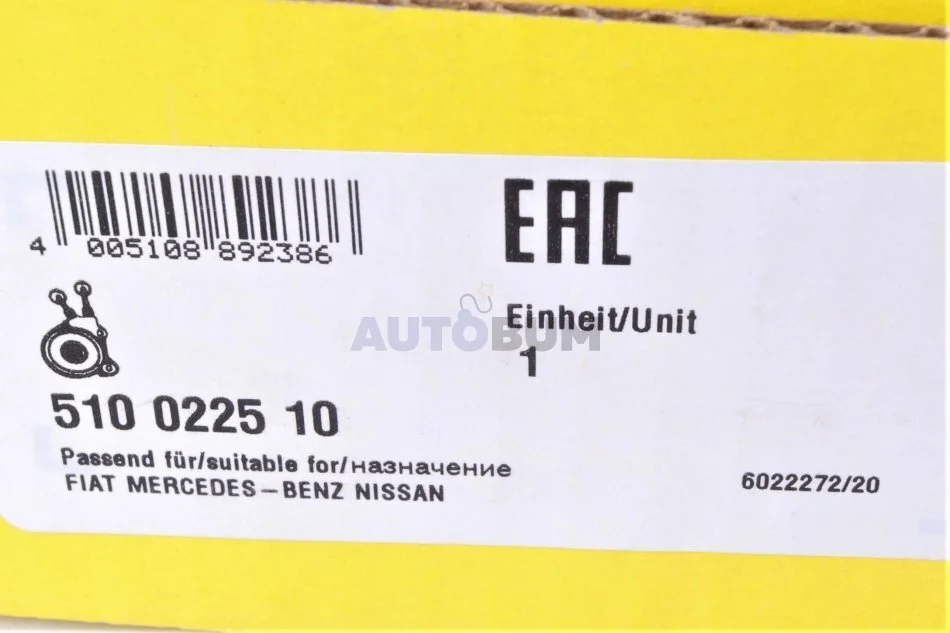 EAC
4 005108 892386
Einheit/Unit
1
AUTOBUM
510 0225 10
Passend für/suitable for/назначение
FIAT MERCEDES-BENZ NISSAN
6022272/20